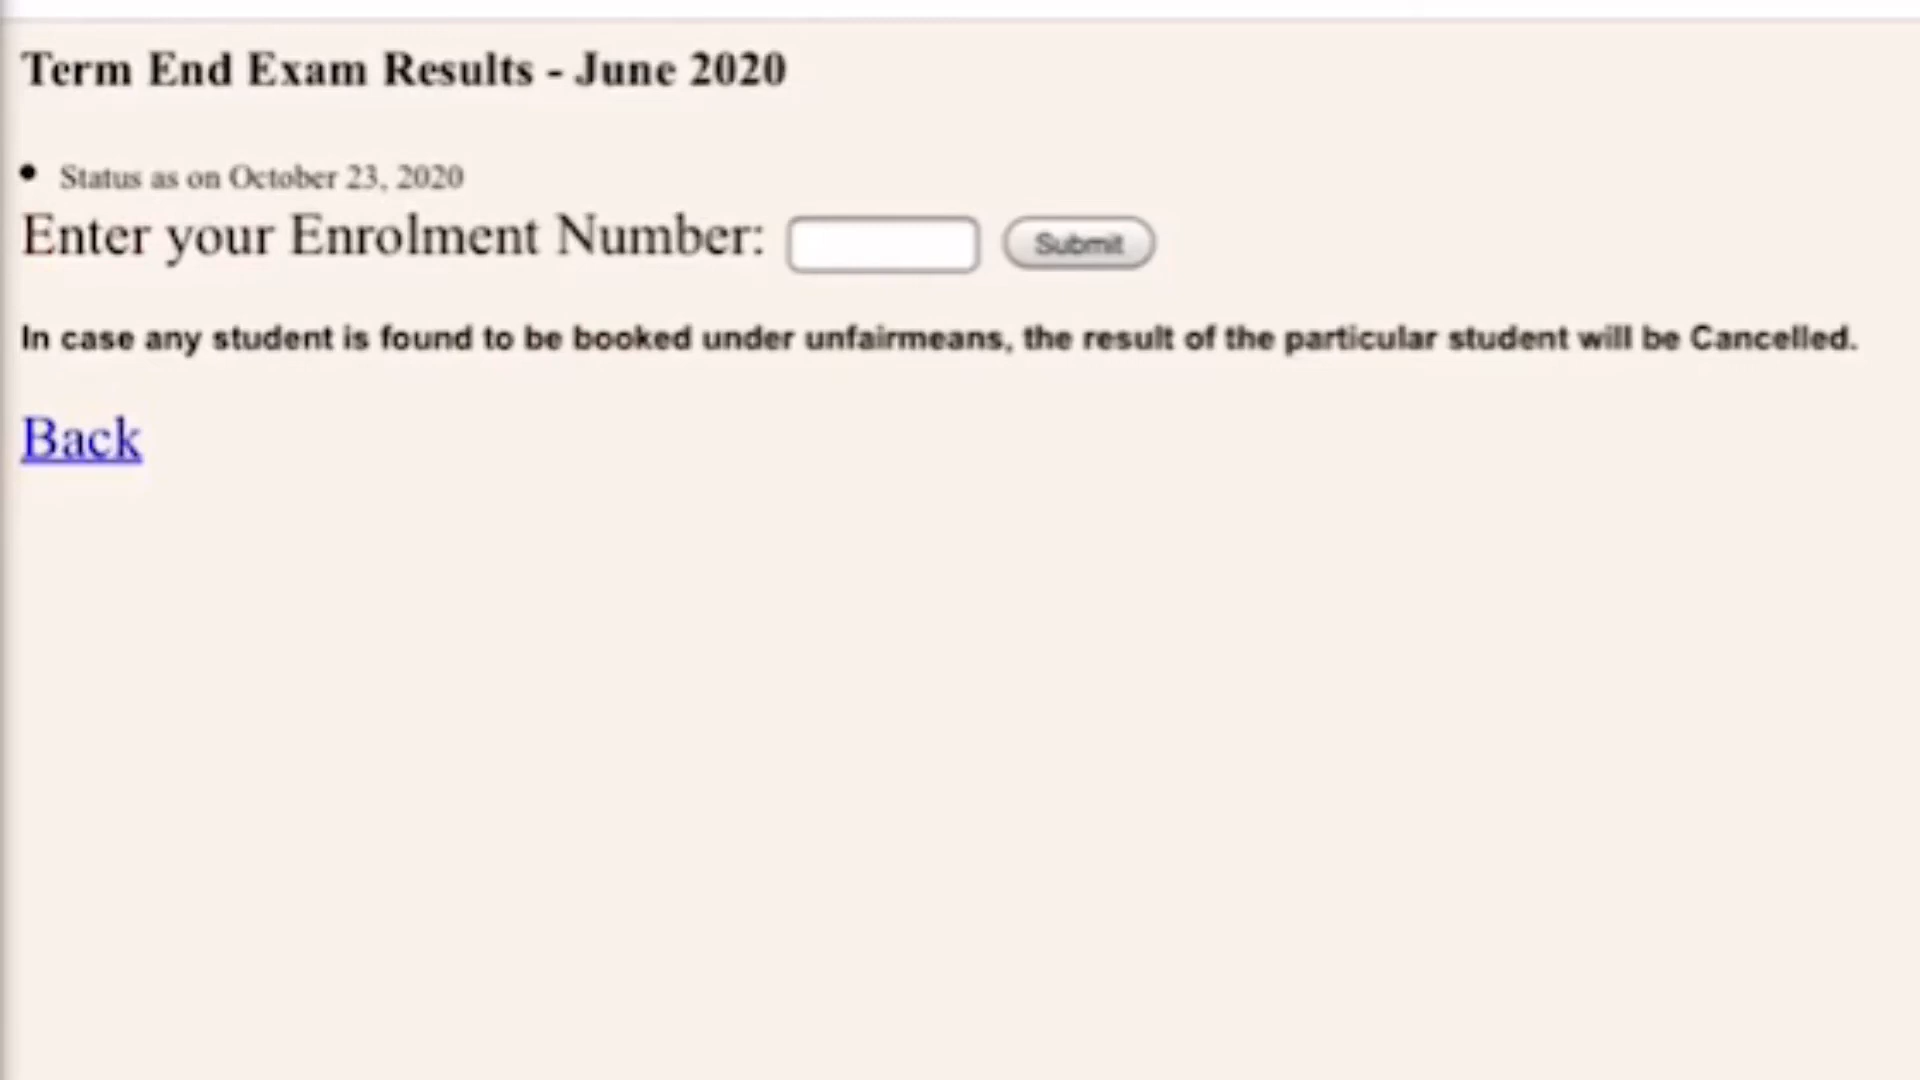 Term End Exam Results - June 2020
• Status as on October 23, 2020
Enter your Enrolment Number: Submit
In case any student is found to be booked under unfairmeans, the result of the particular student will be Cancelled.
Back